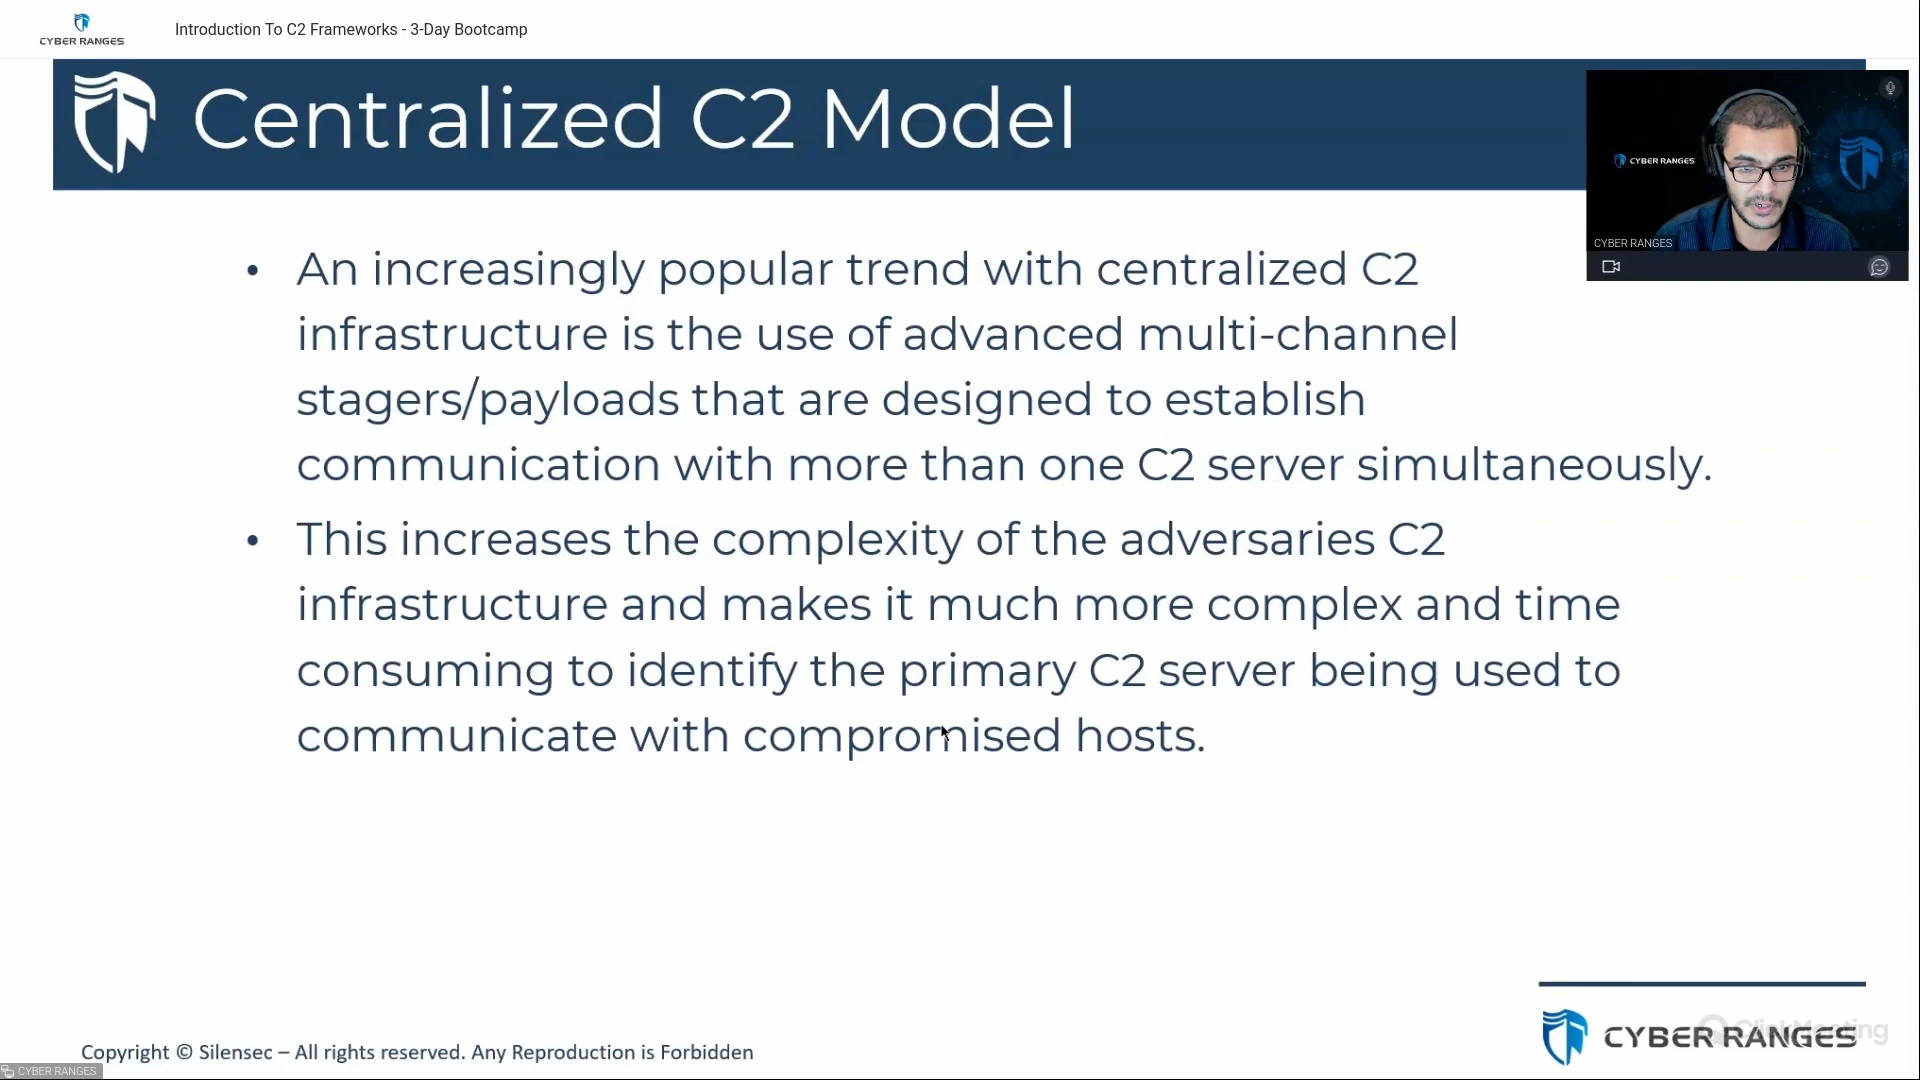 CYBER RANGES
Introduction To C2 Frameworks - 3-Day Bootcamp
Centralized C2 Model
CYBER RANGES
CYBER RANGES
• An increasingly popular trend with centralized C2
infrastructure is the use of advanced multi-channel
stagers/payloads that are designed to establish
communication with more than one C2 server simultaneously.
• This increases the complexity of the adversaries C2
infrastructure and makes it much more complex and time
consuming to identify the primary C2 server being used to
communicate with compromised hosts.
Copyright © Silensec – All rights reserved. Any Reproduction is Forbidden
CYBER RANGES
ClickMeeting
CYBER RANGES